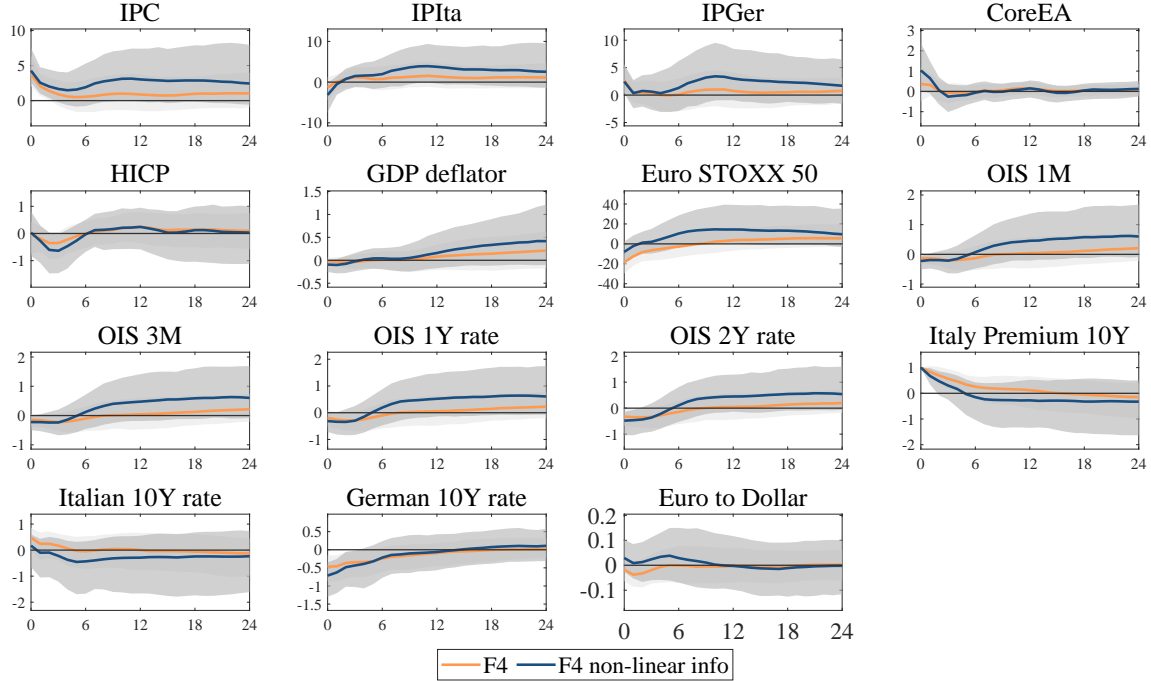 IPC IPIta IPGer CoreEA
10 5 0 0 6 12 18 24
10 0 -10 0 6 12 18 24
10 5 0 -5 0 6 12 18 24
3 2 1 0 -1 0 6 12 18 24
HICP GDP deflator Euro STOXX 50 OIS 1M
1 0 -1 0 6 12 18 24
1.5 1 0.5 0 -0.5 0 6 12 18 24
40 20 0 -20 -40 0 6 12 18 24
2 1 0 -1 0 6 12 18 24
OIS 3M OIS 1Y rate OIS 2Y rate Italy Premium 10Y
2 1 0 -1 0 6 12 18 24
2 1 0 -1 0 6 12 18 24
2 1 0 -1 0 6 12 18 24
1 0 -1 -2 0 6 12 18 24
Italian 10Y rate German 10Y rate Euro to Dollar
1 0 -1 -2 0 6 12 18 24
0.5 0 -0.5 -1 -1.5 0 6 12 18 24
0.2 0.1 0 -0.1 0 6 12 18 24
F4 F4 non-linear info